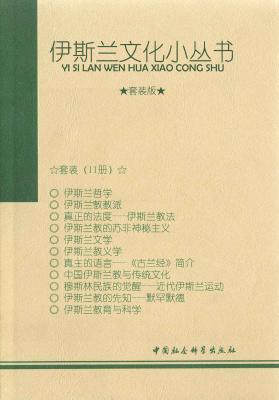 伊斯兰文化小丛书
YI SI LAN WEN HUA XIAO CONG SHU
★套装版★
☆套装（11册）☆
○ 伊斯兰哲学
○ 伊斯兰教教派
○ 真正的法度──伊斯兰教法
○ 伊斯兰教的苏非神秘主义
○ 伊斯兰文学
○ 伊斯兰教义学
○ 真主的语言──《古兰经》简介
○ 中国伊斯兰教与传统文化
○ 穆斯林民族的觉醒──近代伊斯兰运动
○ 伊斯兰教的先知──默罕默德
○ 伊斯兰教育与科学
中国社会科学出版社